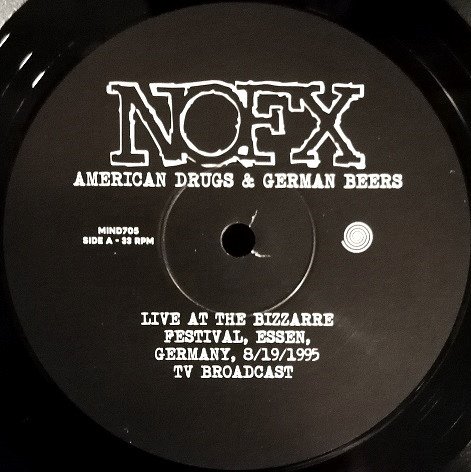 NOFX
AMERICAN DRUGS & GERMAN BEERS
MIND705
SIDE A - 33 RPM
LIVE AT THE BIZZARRE
FESTIVAL, ESSEN,
GERMANY, 8/19/1995
TV BROADCAST